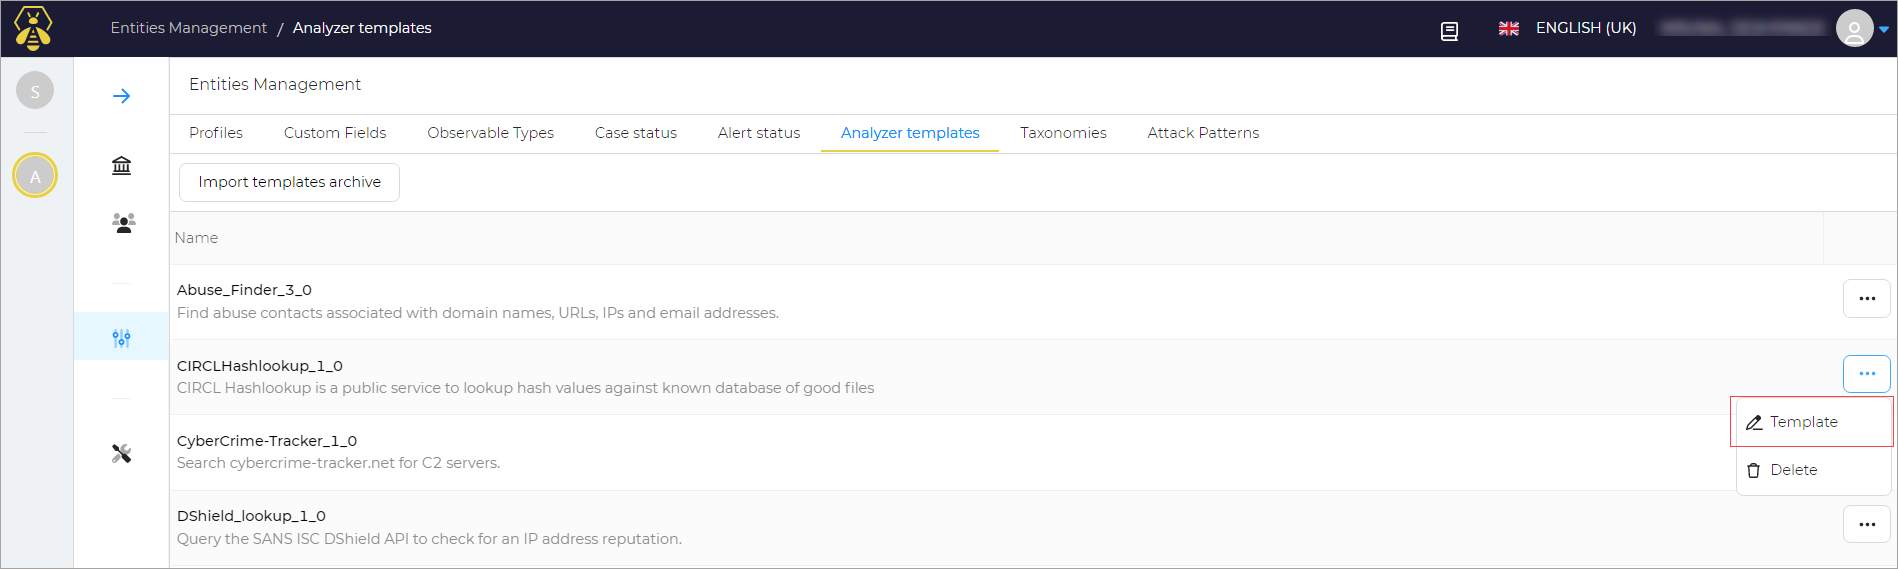 Entities Management / Analyzer templates
ENGLISH (UK)
S
A
Entities Management
Profiles Custom Fields Observable Types Case status Alert status Analyzer templates Taxonomies Attack Patterns
Import templates archive
Name
Abuse_Finder_3_0
Find abuse contacts associated with domain names, URLs, IPs and email addresses.
CIRCLHashlookup_1_0
CIRCL Hashlookup is a public service to lookup hash values against known database of good files
Template
CyberCrime-Tracker_1_0
Search cybercrime-tracker.net for C2 servers.
Delete
DShield_lookup_1_0
Query the SANS ISC DShield API to check for an IP address reputation.